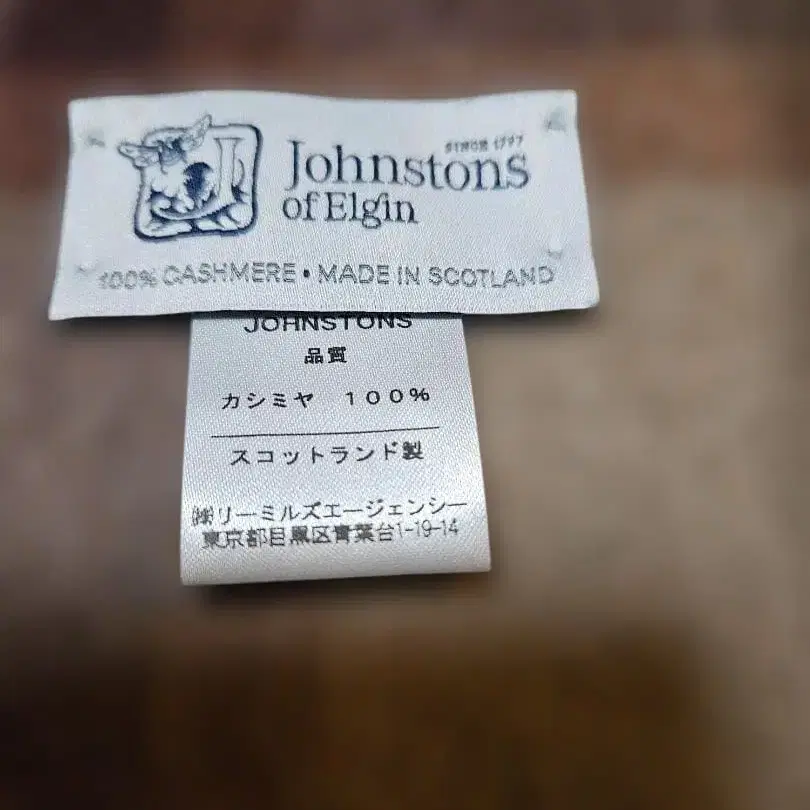 SINCE 1797
Johnstons
of Elgin
100% CASHMERE • MADE IN SCOTLAND
JOHNSTONS
品質
カシミヤ 100%
スコットランド製
㈱リーミルズエージェンシー
東京都目黒区青葉台1-19-14